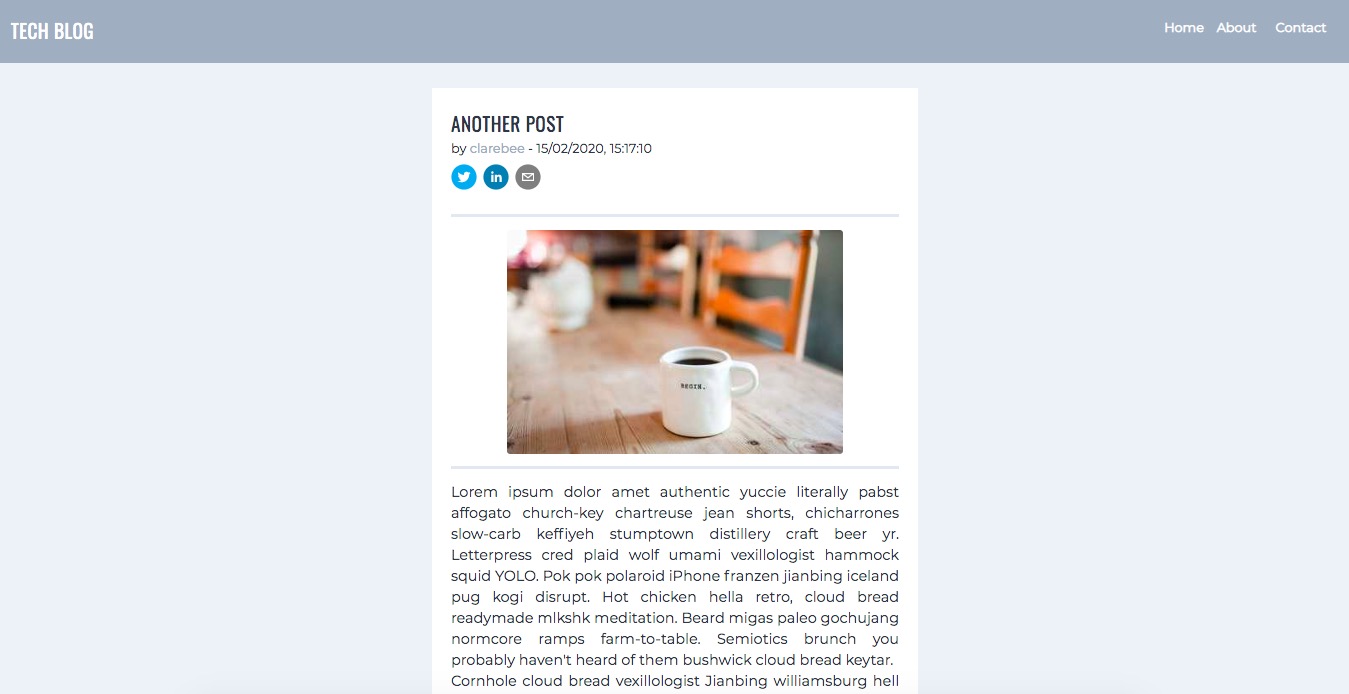 TECH BLOG
Home About Contact
ANOTHER POST
by clarebee - 15/02/2020, 15:17:10
in
BEGIN.
Lorem ipsum dolor amet authentic yuccie literally pabst
affogato church-key chartreuse jean shorts, chicharrones
slow-carb keffiyeh stumptown distillery craft beer yr.
Letterpress cred plaid wolf umami vexillologist hammock
squid YOLO. Pok pok polaroid iPhone franzen jianbing iceland
pug kogi disrupt. Hot chicken hella retro, cloud bread
readymade mlkshk meditation. Beard migas paleo gochujang
normcore ramps farm-to-table. Semiotics brunch you
probably haven't heard of them bushwick cloud bread keytar.
Cornhole cloud bread vexillologist Jianbing williamsburg hell